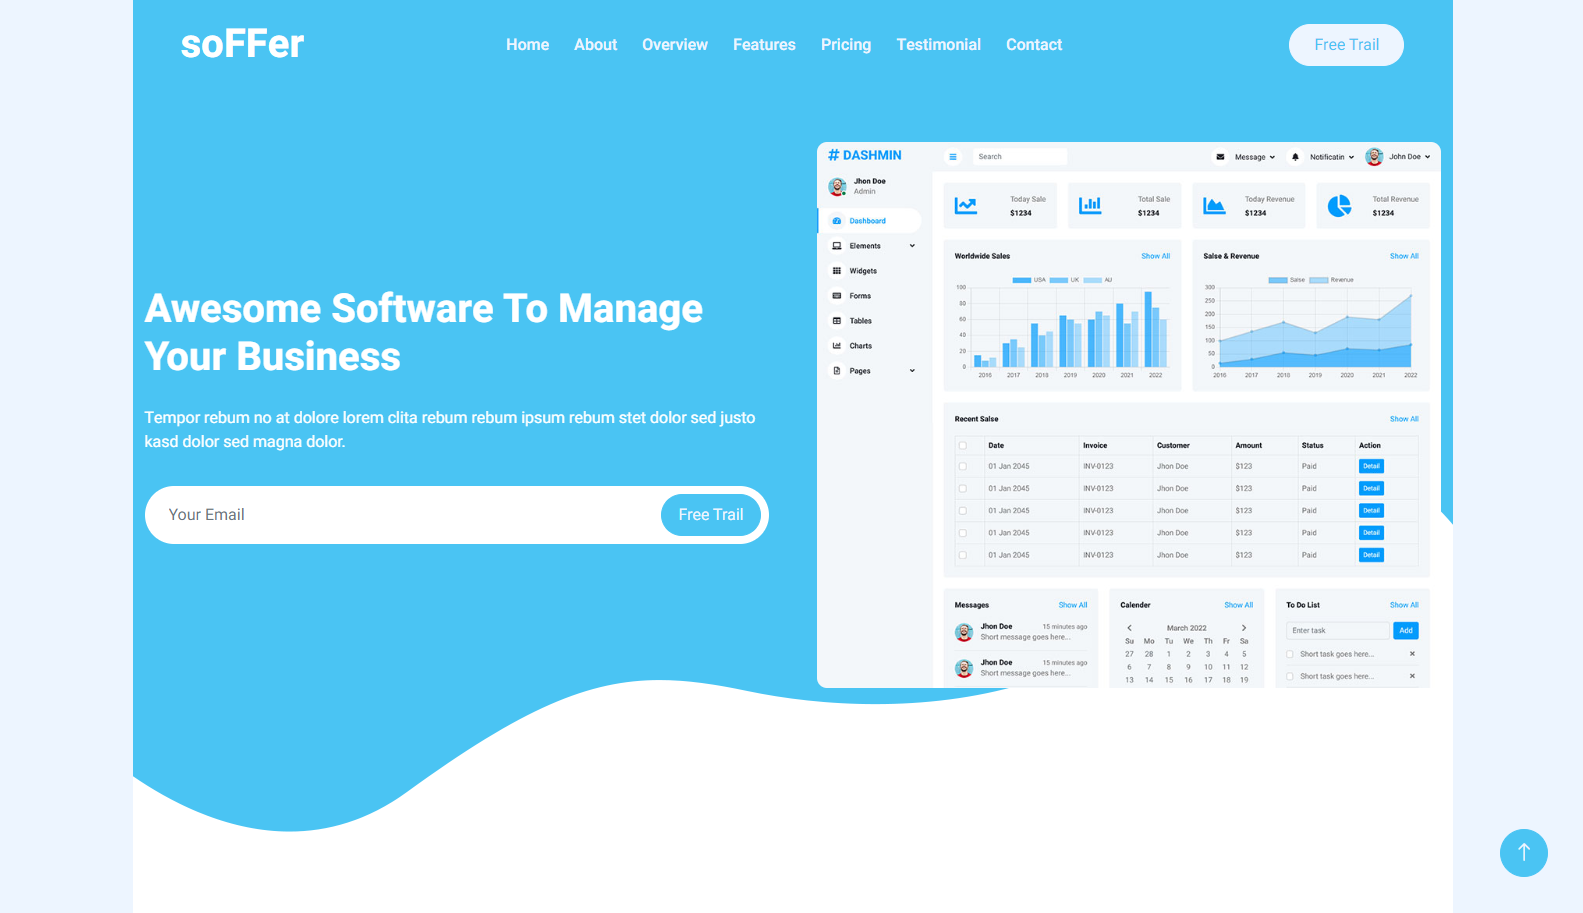 soFFer
Home About Overview Features Pricing Testimonial Contact
Free Trail
Awesome Software To Manage
Your Business
Tempor rebum no at dolore lorem clita rebum rebum ipsum rebum stet dolor sed justo
kasd dolor sed magna dolor.
Your Email
Free Trail
# DASHMIN
Search
Message
Notificatin
John Doe
Jhon Doe
Admin
Dashboard
Elements
Widgets
Forms
Tables
Charts
Pages
Today Sale
$1234
Total Sale
$1234
Today Revenue
$1234
Total Revenue
$1234
Worldwide Sales Show All
USA UK AU
100
80
60
40
20
0
2016 2017 2018 2019 2020 2021 2022
Salse & Revenue Show All
Salse Revenue
300
250
200
150
100
50
0
2016 2017 2018 2019 2020 2021 2022
Recent Salse Show All
Date Invoice Customer Amount Status Action
01 Jan 2045 INV-0123 Jhon Doe $123 Paid Detail
01 Jan 2045 INV-0123 Jhon Doe $123 Paid Detail
01 Jan 2045 INV-0123 Jhon Doe $123 Paid Detail
01 Jan 2045 INV-0123 Jhon Doe $123 Paid Detail
01 Jan 2045 INV-0123 Jhon Doe $123 Paid Detail
Messages Show All
Jhon Doe 15 minutes ago
Short message goes here...
Jhon Doe 15 minutes ago
Short message goes here...
Calender Show All
March 2022
Su Mo Tu We Th Fr Sa
27 28 1 2 3 4 5
6 7 8 9 10 11 12
13 14 15 16 17 18 19
To Do List Show All
Enter task Add
Short task goes here...
Short task goes here...